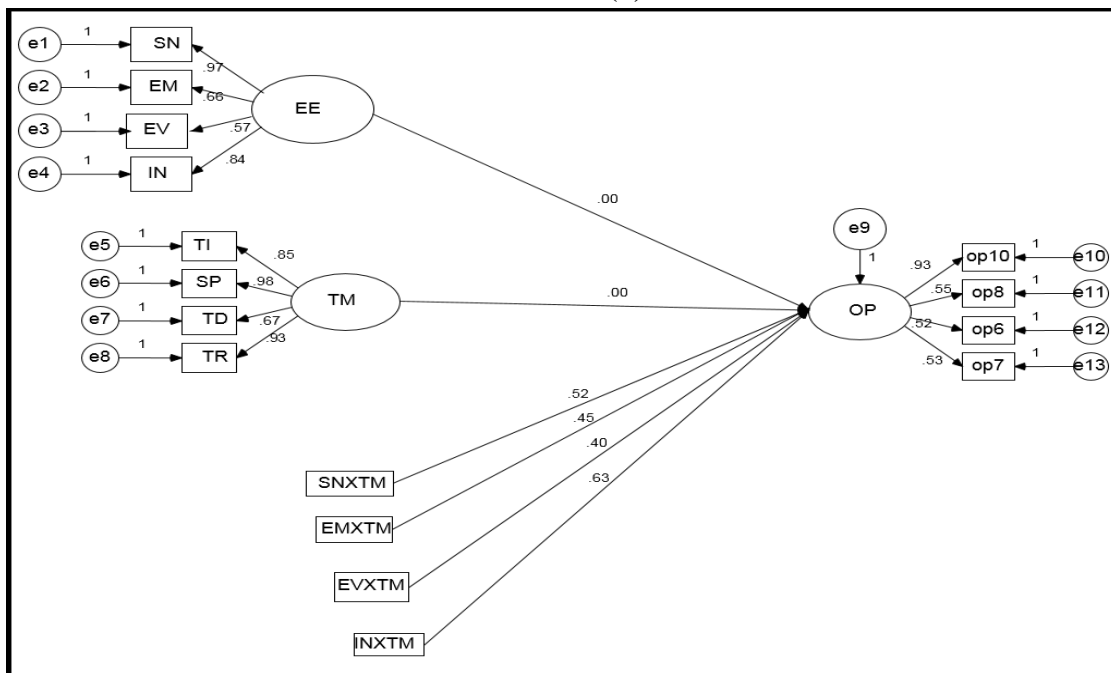 e1
1
SN
e2
1
EM
e3
1
EV
e4
1
IN
.97
.66
.57
.84
EE
.00
e5
1
TI
e6
1
SP
e7
1
TD
e8
1
TR
.85
.98
.67
.93
TM
.00
e9
1
OP
.93
.55
.52
.53
op10
1
e10
op8
1
e11
op6
1
e12
op7
1
e13
.52
.45
.40
.63
SNXTM
EMXTM
EVXTM
INXTM